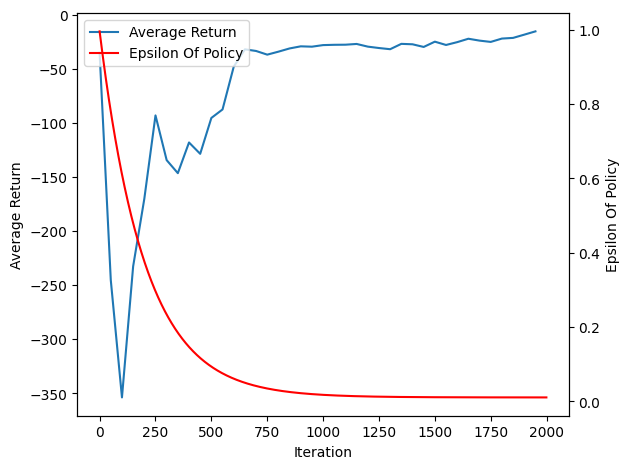 Average Return
Epsilon Of Policy
0
−50
−100
−150
−200
−250
−300
−350
Average Return
1.0
0.8
0.6
0.4
0.2
0.0
Epsilon Of Policy
0 250 500 750 1000 1250 1500 1750 2000
Iteration